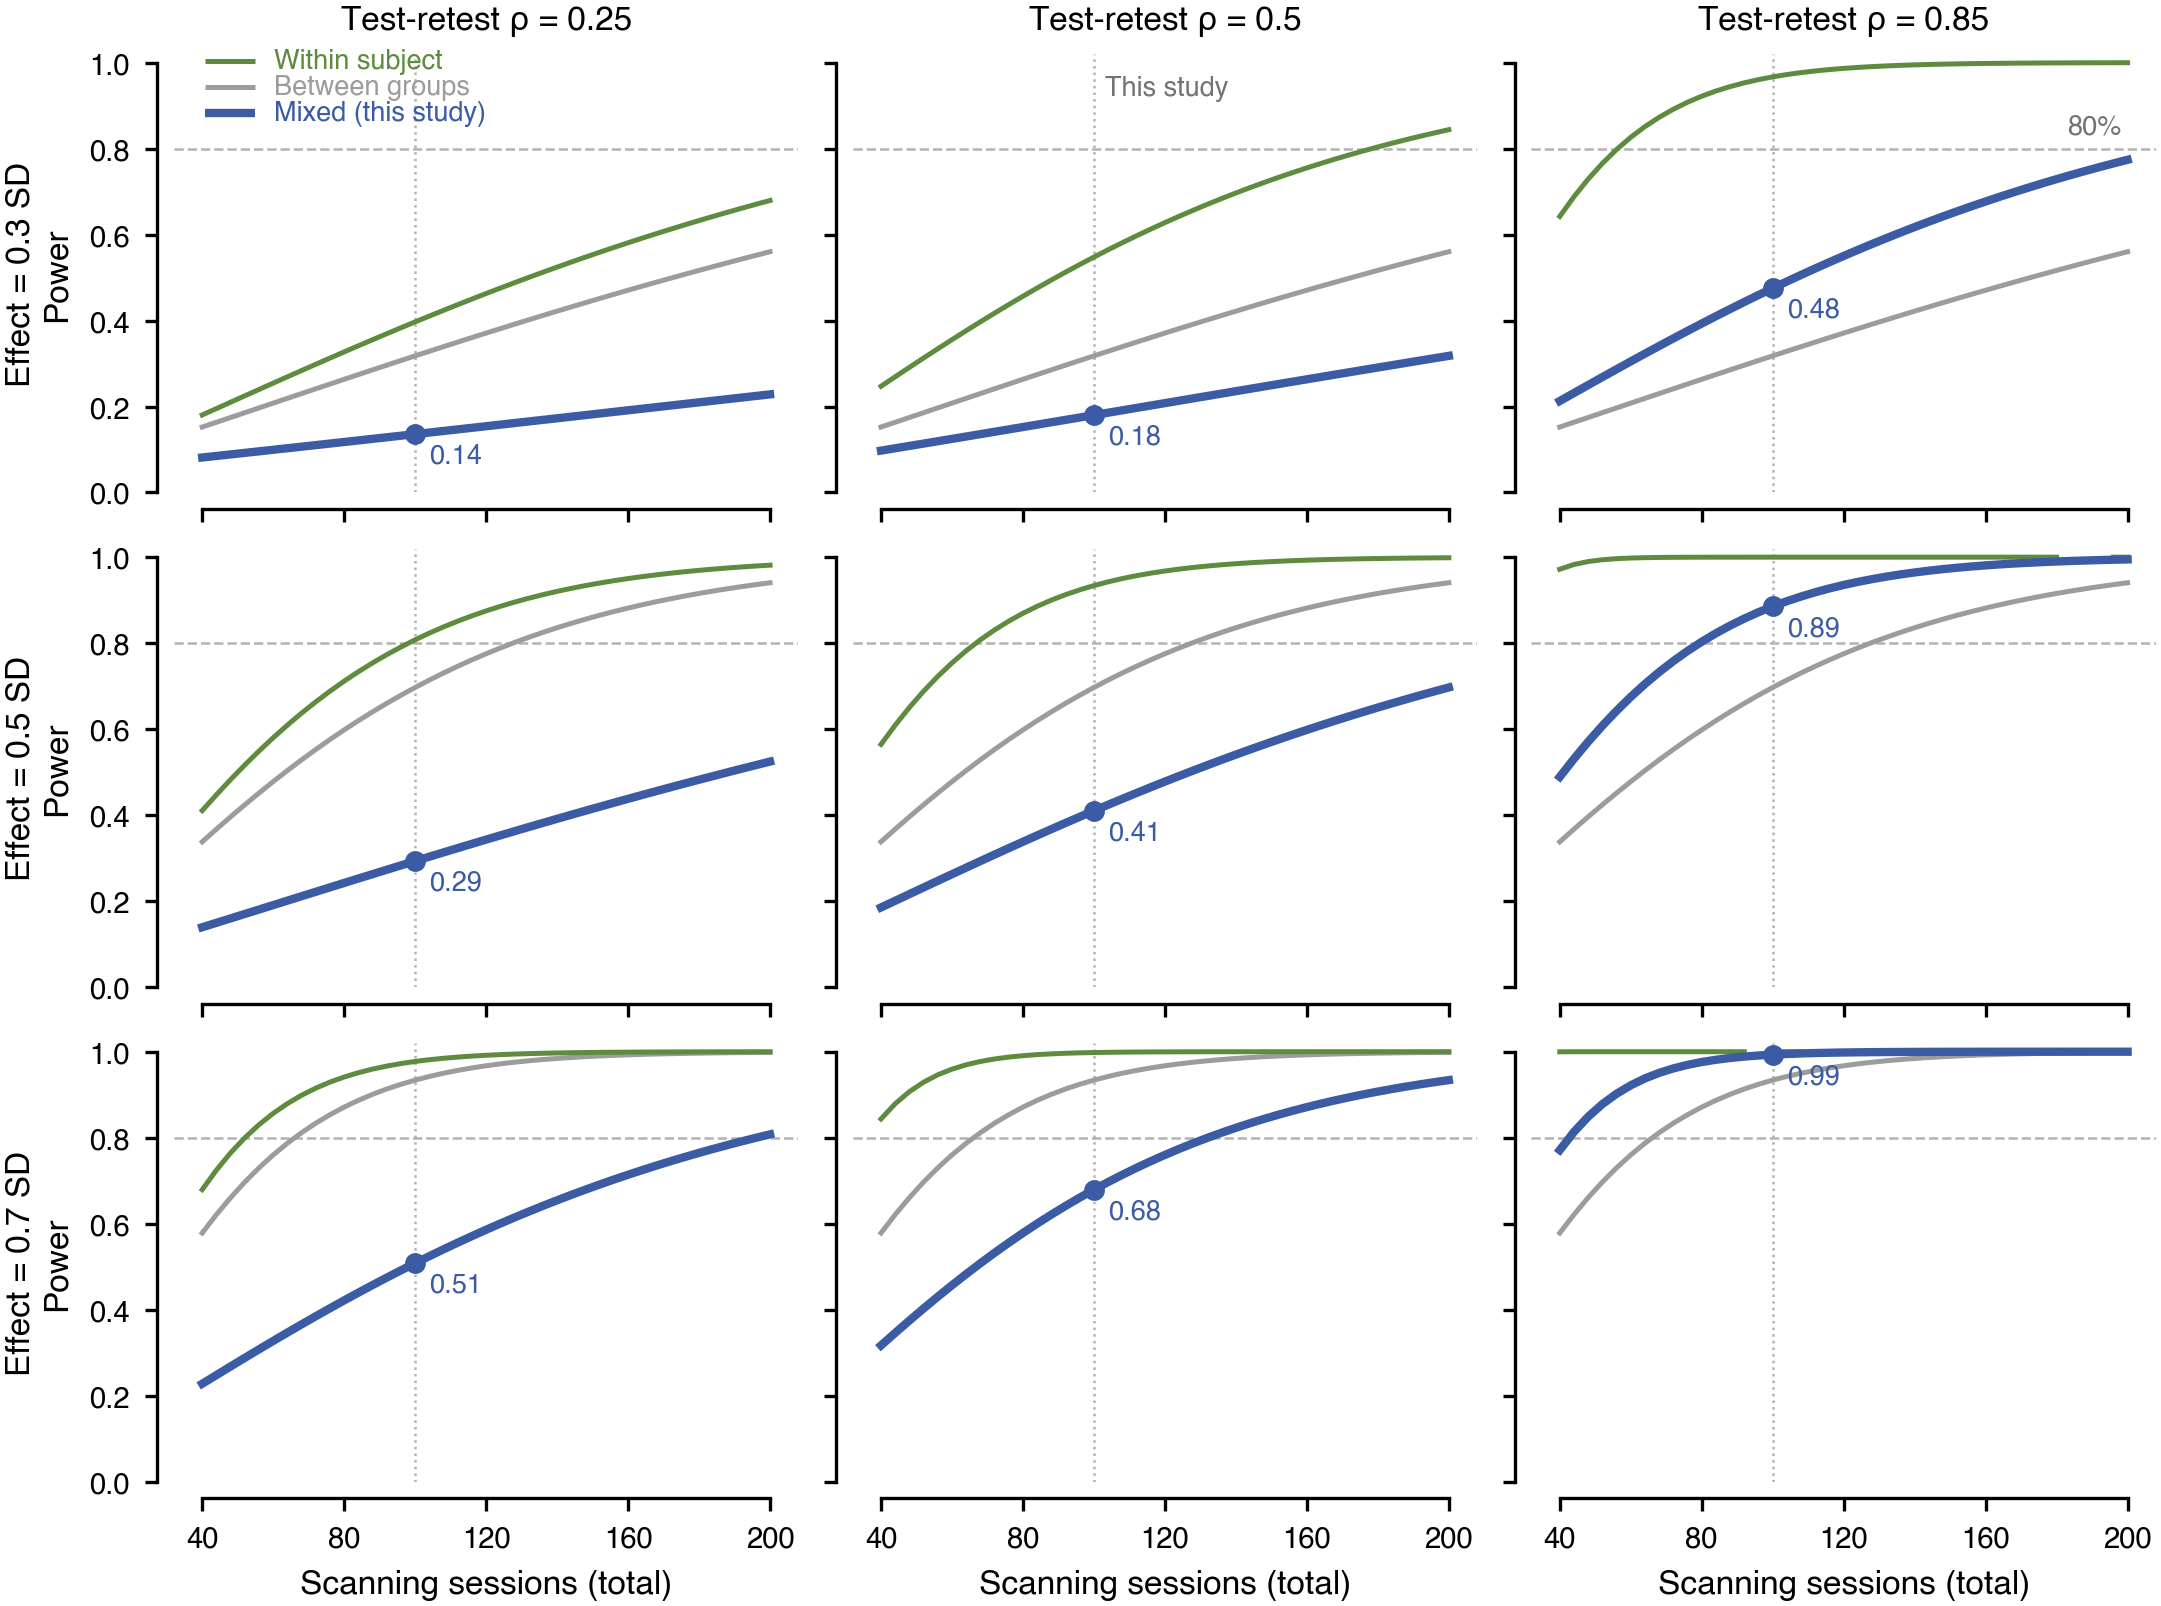 Test-retest ρ = 0.25
Test-retest ρ = 0.5
Test-retest ρ = 0.85
Within subject
Between groups
Mixed (this study)
This study
80%
Effect = 0.3 SD
Power
1.0
0.8
0.6
0.4
0.2
0.0
0.14
0.18
0.48
Effect = 0.5 SD
Power
1.0
0.8
0.6
0.4
0.2
0.0
0.29
0.41
0.89
Effect = 0.7 SD
Power
1.0
0.8
0.6
0.4
0.2
0.0
0.51
0.68
0.99
40 80 120 160 200
40 80 120 160 200
40 80 120 160 200
Scanning sessions (total)
Scanning sessions (total)
Scanning sessions (total)